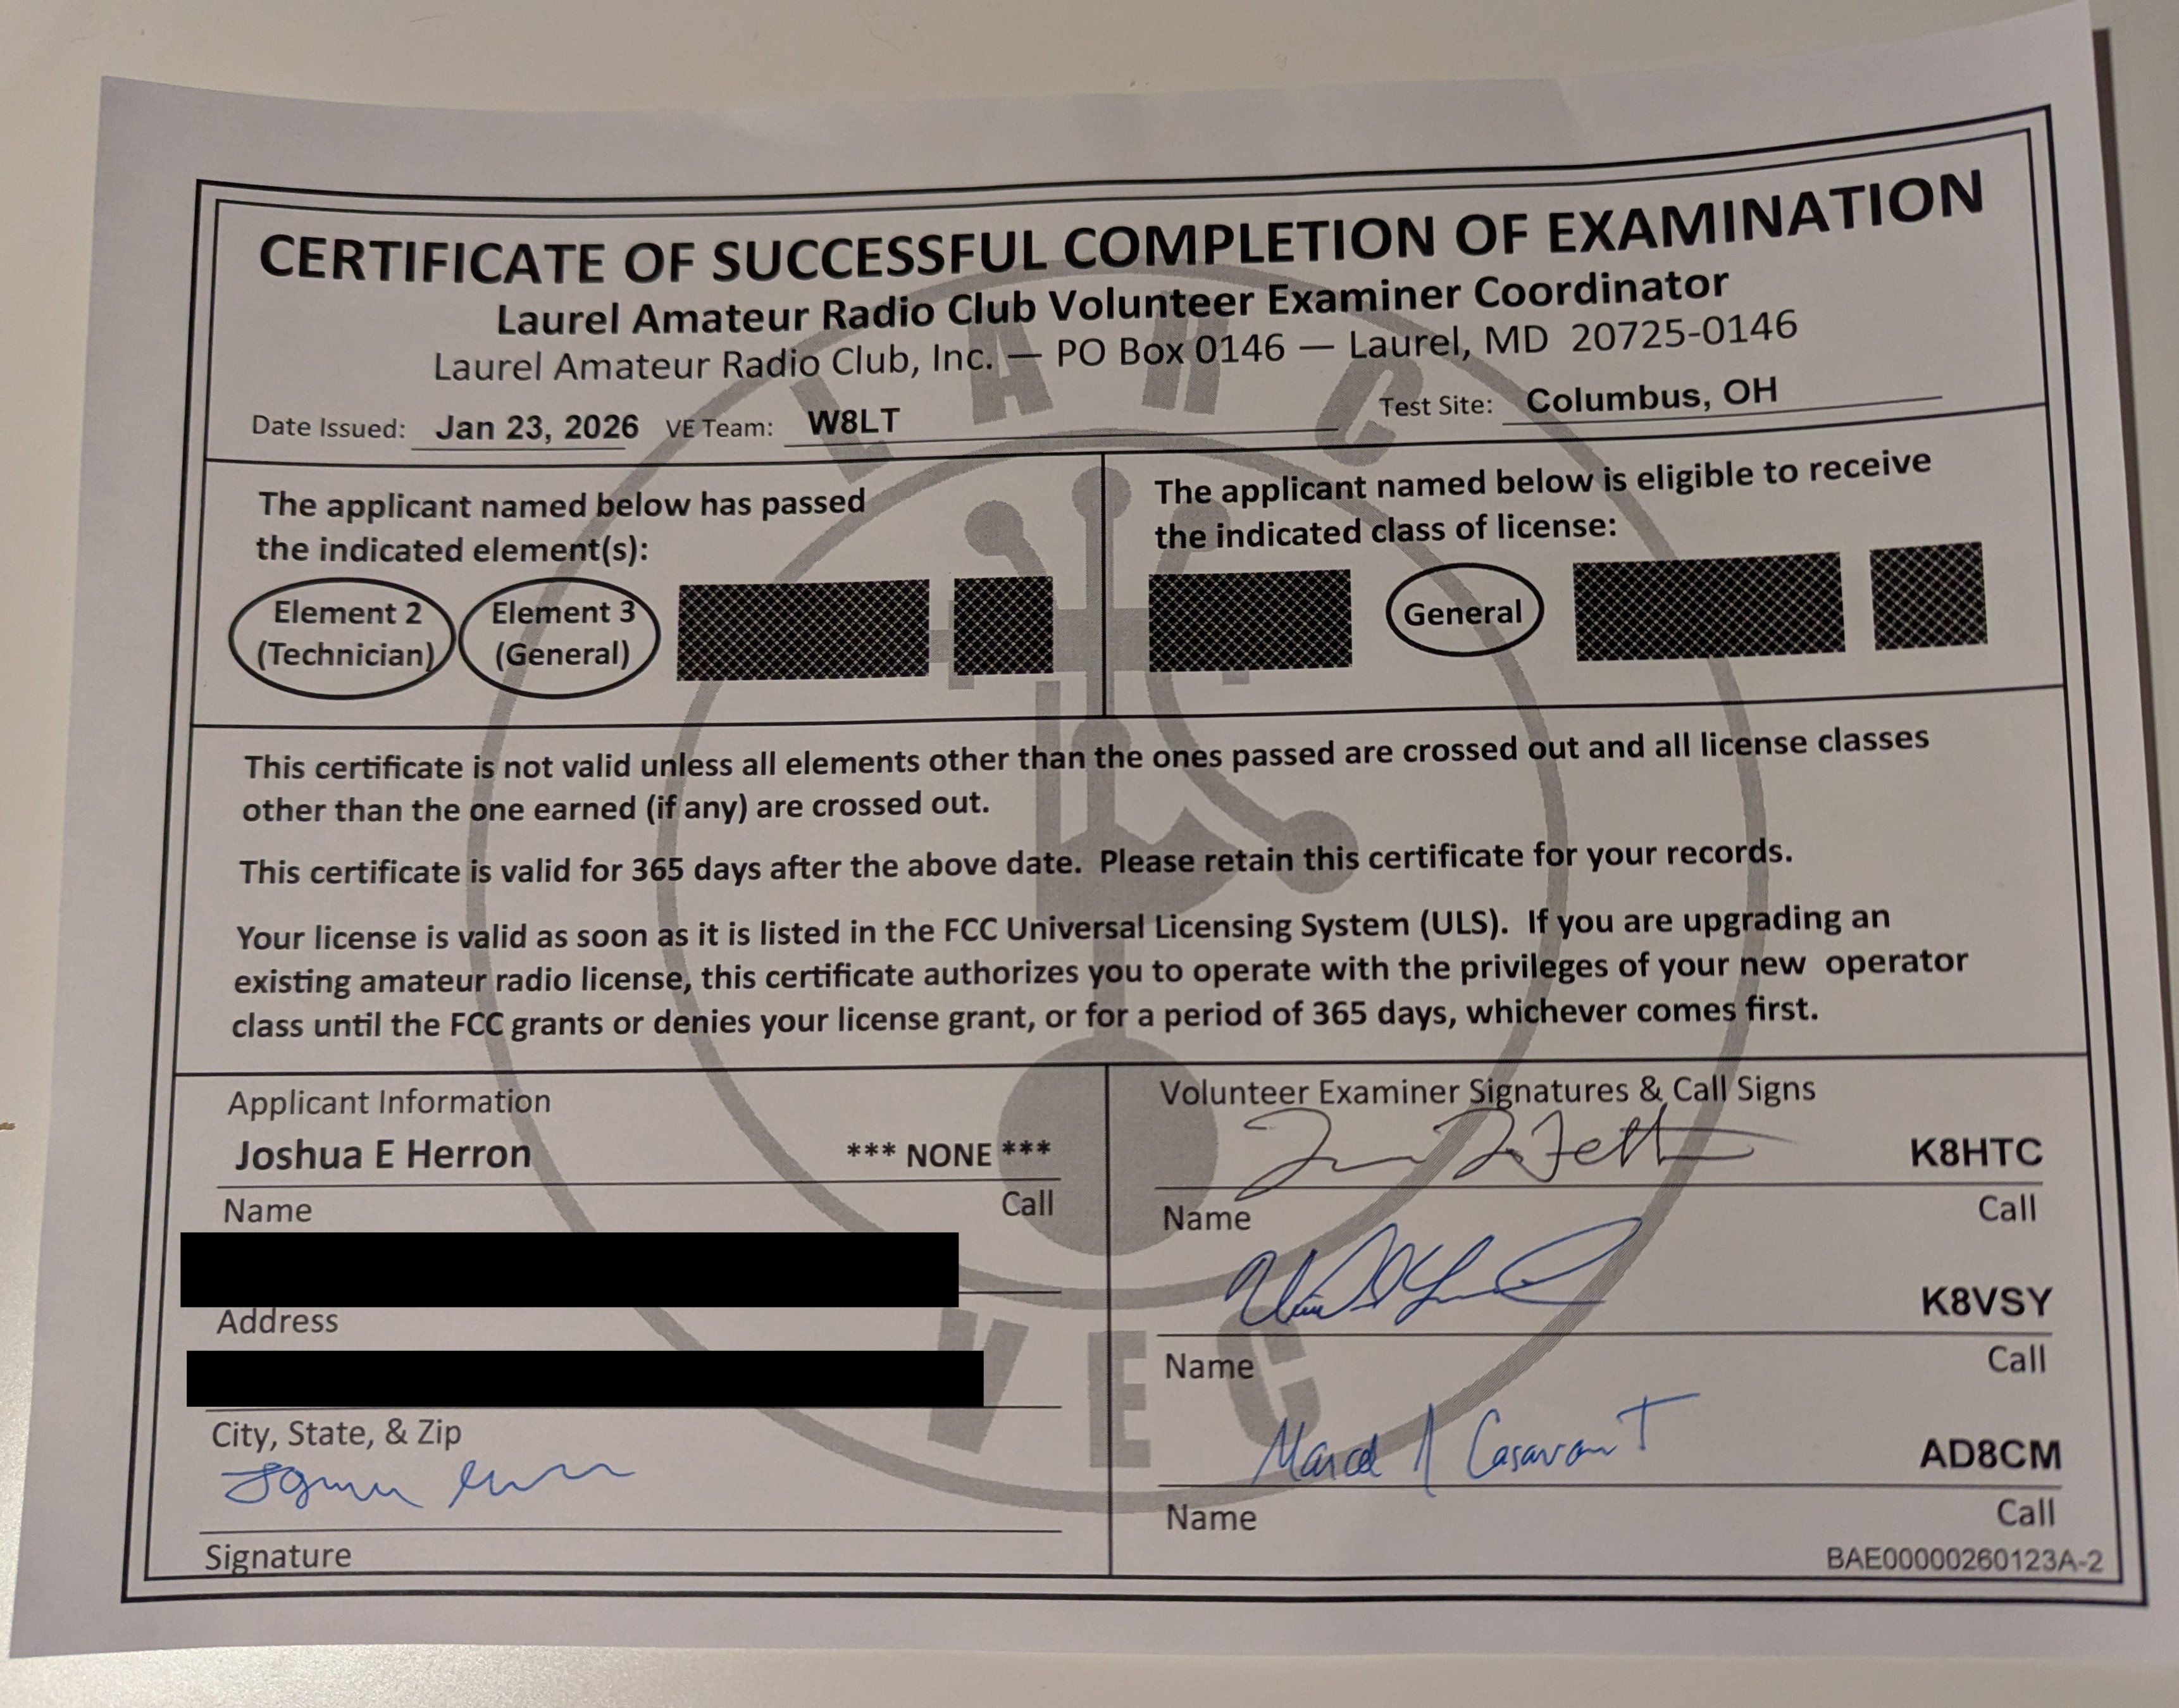 CERTIFICATE OF SUCCESSFUL COMPLETION OF EXAMINATION
Laurel Amateur Radio Club Volunteer Examiner Coordinator
Laurel Amateur Radio Club, Inc. — PO Box 0146 — Laurel, MD 20725-0146
Date Issued: Jan 23, 2026 VE Team: W8LT Test Site: Columbus, OH
The applicant named below has passed
the indicated element(s):
Element 2
(Technician)
Element 3
(General)
The applicant named below is eligible to receive
the indicated class of license:
General
This certificate is not valid unless all elements other than the ones passed are crossed out and all license classes
other than the one earned (if any) are crossed out.
This certificate is valid for 365 days after the above date. Please retain this certificate for your records.
Your license is valid as soon as it is listed in the FCC Universal Licensing System (ULS). If you are upgrading an
existing amateur radio license, this certificate authorizes you to operate with the privileges of your new operator
class until the FCC grants or denies your license grant, or for a period of 365 days, whichever comes first.
Applicant Information
Joshua E Herron *** NONE ***
Name Call
Address
City, State, & Zip
Signature
Volunteer Examiner Signatures & Call Signs
K8HTC
Name Call
K8VSY
Name Call
Marcel J Casavant AD8CM
Name Call
BAE00000260123A-2
LARC
VEC